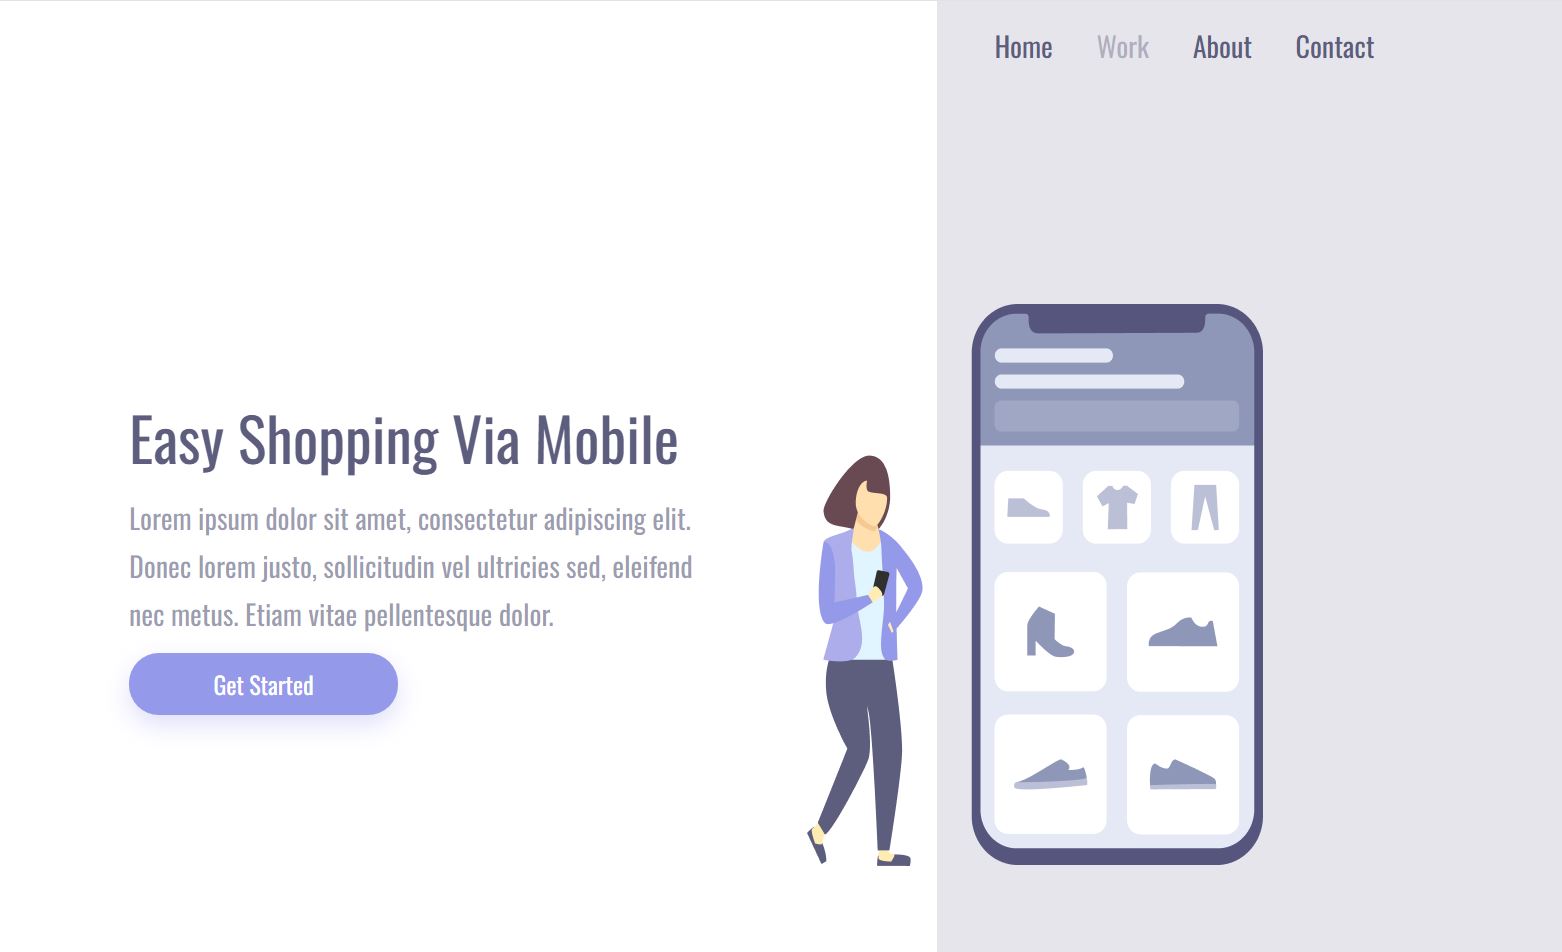 Home Work About Contact
Easy Shopping Via Mobile
Lorem ipsum dolor sit amet, consectetur adipiscing elit.
Donec lorem justo, sollicitudin vel ultricies sed, eleifend
nec metus. Etiam vitae pellentesque dolor.
Get Started